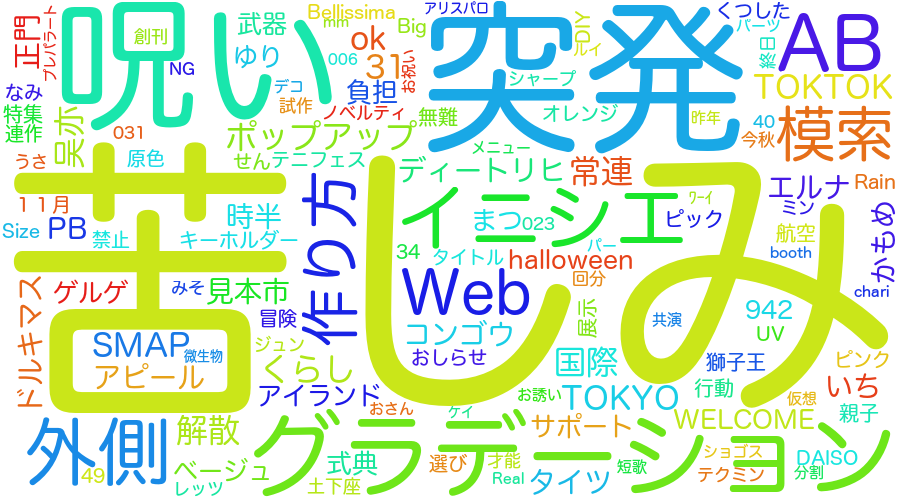 呪い
突発
苦しみ
AB
TOKTOK
模索
Bellissima
アリスパロ
くつした
正門
プレパラート
創刊
武器
ゆり
mm
006
ok
31
お祝い
Big
DIY
ルイ
パーツ
終日
NG
なみ
特集
連作
デコ
試作
負担
ノベルティ
無難
シャープ
オレンジ
昨年
40
今秋
031
呉亦
ポップアップ
メニュー
うさ
原色
せん
テニフェス
ディートリヒ
常連
エルナ
Rain
11月
時半
作り方
イニシエ
ワーイ
ピック
ミン
Size
PB
禁止
キーホルダー
まつ
023
パー
航空
かもめ
34
タイトル
halloween
回分
booth
ドルキマス
ゲルゲ
みそ
見本市
Web
chari
942
冒険
コンゴウ
展示
共演
UV
SMAP
微生物
ジュン
おしらせ
国際
獅子王
ピンク
アピール
くらし
アイランド
お誘い
TOKYO
行動
仮想
いち
外側
解散
グラデーション
おさん
ケイ
サポート
WELCOME
親子
49
ベージュ
レッツ
式典
選び
才能
ショゴス
DAISO
土下座
Real
タイツ
短歌
テクミン
分割